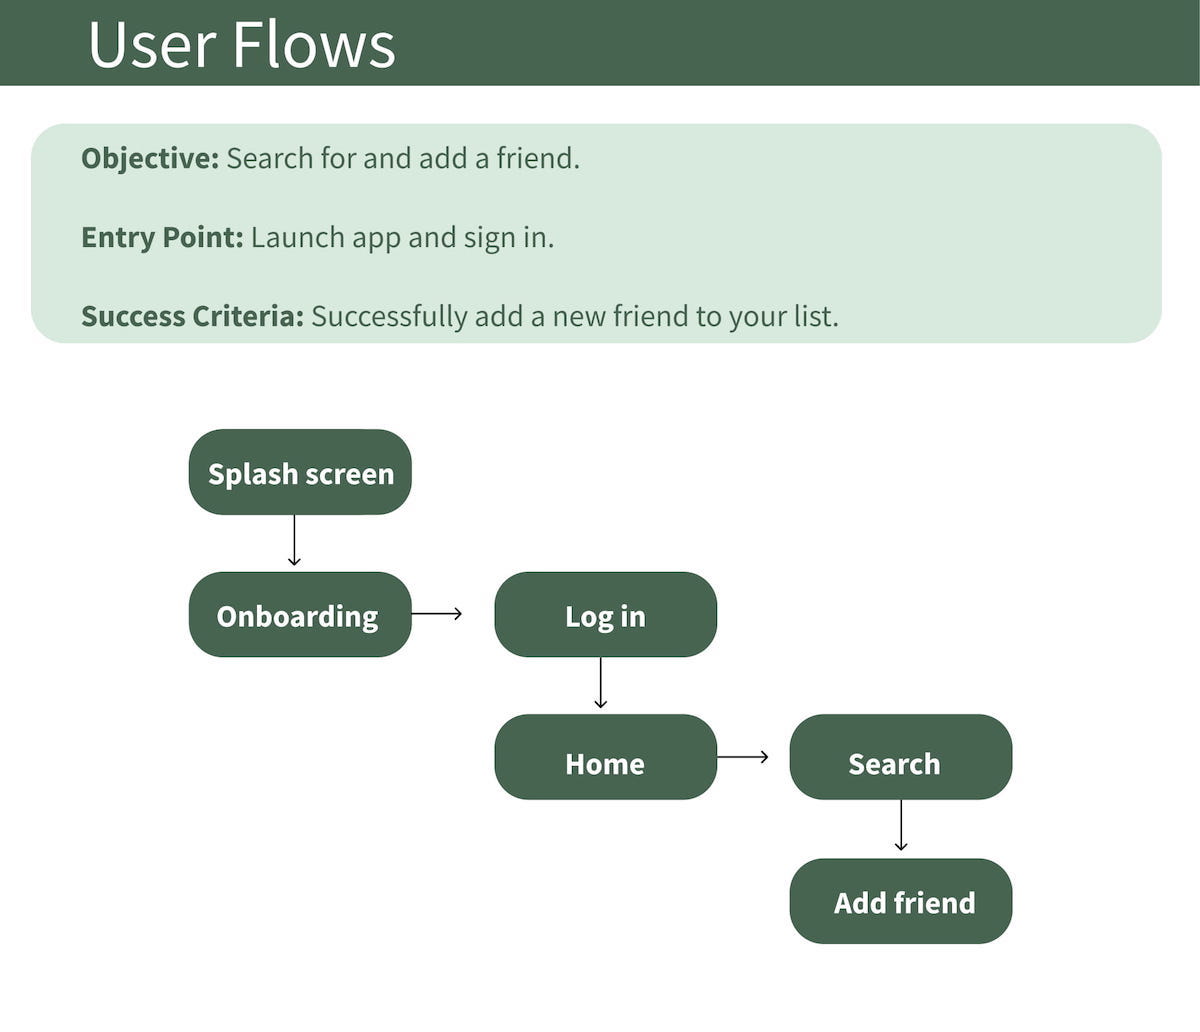 User Flows
Objective: Search for and add a friend.
Entry Point: Launch app and sign in.
Success Criteria: Successfully add a new friend to your list.
Splash screen
Onboarding
Log in
Home
Search
Add friend